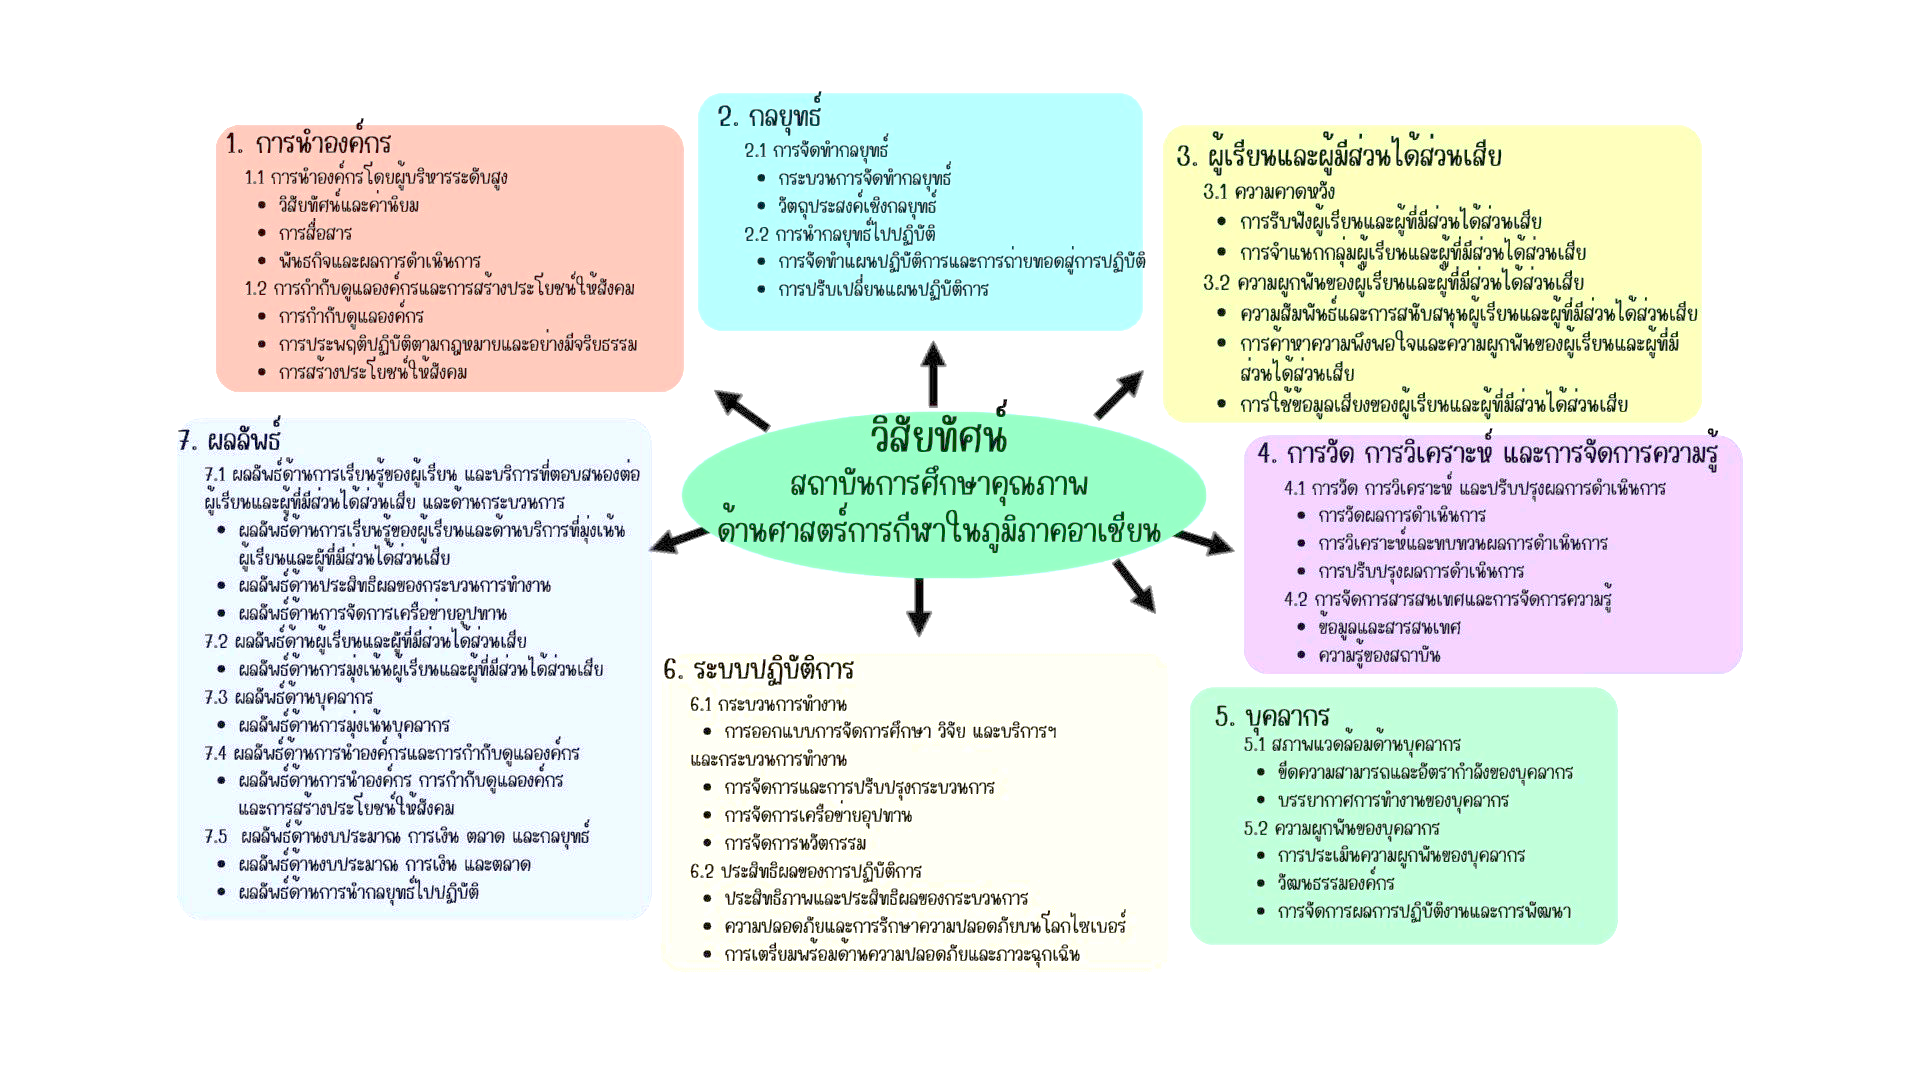 1. การนำองค์กร
1.1 การนำองค์กรโดยผู้บริหารระดับสูง
• วิสัยทัศน์และค่านิยม
• การสื่อสาร
• พันธกิจและผลการดำเนินการ
1.2 การกำกับดูแลองค์กรและการสร้างประโยชน์ให้สังคม
• การกำกับดูแลองค์กร
• การประพฤติปฏิบัติตามกฎหมายและอย่างมีจริยธรรม
• การสร้างประโยชน์ให้สังคม
2. กลยุทธ์
2.1 การจัดทำกลยุทธ์
• กระบวนการจัดทำกลยุทธ์
• วัตถุประสงค์เชิงกลยุทธ์
2.2 การนำกลยุทธ์ไปปฏิบัติ
• การจัดทำแผนปฏิบัติการและการถ่ายทอดสู่การปฏิบัติ
• การปรับเปลี่ยนแผนปฏิบัติการ
3. ผู้เรียนและผู้มีส่วนได้ส่วนเสีย
3.1 ความคาดหวัง
• การรับฟังผู้เรียนและผู้ที่มีส่วนได้ส่วนเสีย
• การจำแนกกลุ่มผู้เรียนและผู้ที่มีส่วนได้ส่วนเสีย
3.2 ความผูกพันของผู้เรียนและผู้ที่มีส่วนได้ส่วนเสีย
• ความสัมพันธ์และการสนับสนุนผู้เรียนและผู้ที่มีส่วนได้ส่วนเสีย
• การค้าหาความพึงพอใจและความผูกพันของผู้เรียนและผู้ที่มี
ส่วนได้ส่วนเสีย
• การใช้ข้อมูลเสียงของผู้เรียนและผู้ที่มีส่วนได้ส่วนเสีย
วิสัยทัศน์
สถาบันการศึกษาคุณภาพ
ด้านศาสตร์การกีฬาในภูมิภาคอาเซียน
4. การวัด การวิเคราะห์ และการจัดการความรู้
4.1 การวัด การวิเคราะห์ และปรับปรุงผลการดำเนินการ
• การวัดผลการดำเนินการ
• การวิเคราะห์และทบทวนผลการดำเนินการ
• การปรับปรุงผลการดำเนินการ
4.2 การจัดการสารสนเทศและการจัดการความรู้
• ข้อมูลและสารสนเทศ
• ความรู้ของสถาบัน
5. บุคลากร
5.1 สภาพแวดล้อมด้านบุคลากร
• ขีดความสามารถและอัตรากำลังของบุคลากร
• บรรยากาศการทำงานของบุคลากร
5.2 ความผูกพันของบุคลากร
• การประเมินความผูกพันของบุคลากร
• วัฒนธรรมองค์กร
• การจัดการผลการปฏิบัติงานและการพัฒนา
6. ระบบปฏิบัติการ
6.1 กระบวนการทำงาน
• การออกแบบการจัดการศึกษา วิจัย และบริการฯ
และกระบวนการทำงาน
• การจัดการและการปรับปรุงกระบวนการ
• การจัดการเครือข่ายอุปทาน
• การจัดการนวัตกรรม
6.2 ประสิทธิผลของการปฏิบัติการ
• ประสิทธิภาพและประสิทธิผลของกระบวนการ
• ความปลอดภัยและการรักษาความปลอดภัยบนโลกไซเบอร์
• การเตรียมพร้อมด้านความปลอดภัยและภาวะฉุกเฉิน
7. ผลลัพธ์
7.1 ผลลัพธ์ด้านการเรียนรู้ของผู้เรียน และบริการที่ตอบสนองต่อ
ผู้เรียนและผู้ที่มีส่วนได้ส่วนเสีย และด้านกระบวนการ
• ผลลัพธ์ด้านการเรียนรู้ของผู้เรียนและด้านบริการที่มุ่งเน้น
ผู้เรียนและผู้ที่มีส่วนได้ส่วนเสีย
• ผลลัพธ์ด้านประสิทธิผลของกระบวนการทำงาน
• ผลลัพธ์ด้านการจัดการเครือข่ายอุปทาน
7.2 ผลลัพธ์ด้านผู้เรียนและผู้ที่มีส่วนได้ส่วนเสีย
• ผลลัพธ์ด้านการมุ่งเน้นผู้เรียนและผู้ที่มีส่วนได้ส่วนเสีย
7.3 ผลลัพธ์ด้านบุคลากร
• ผลลัพธ์ด้านการมุ่งเน้นบุคลากร
7.4 ผลลัพธ์ด้านการนำองค์กรและการกำกับดูแลองค์กร
• ผลลัพธ์ด้านการนำองค์กร การกำกับดูแลองค์กร
และการสร้างประโยชน์ให้สังคม
7.5 ผลลัพธ์ด้านงบประมาณ การเงิน ตลาด และกลยุทธ์
• ผลลัพธ์ด้านงบประมาณ การเงิน และตลาด
• ผลลัพธ์ด้านการนำกลยุทธ์ไปปฏิบัติ